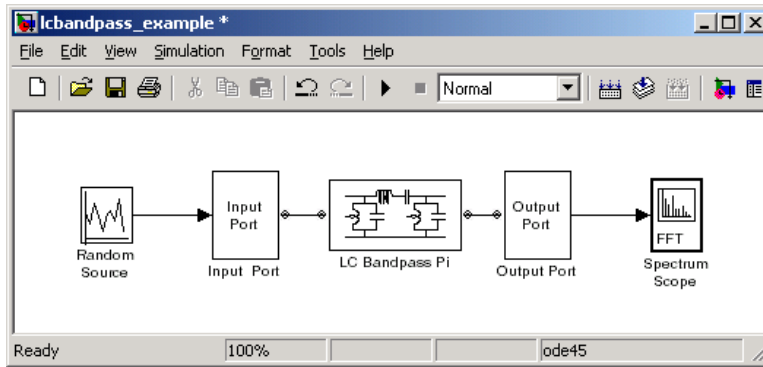 lcbandpass_example *
File Edit View Simulation Format Tools Help
Normal
Input
Port
Output
Port
FFT
Random
Source
Input Port
LC Bandpass Pi
Output Port
Spectrum
Scope
Ready 100% ode45